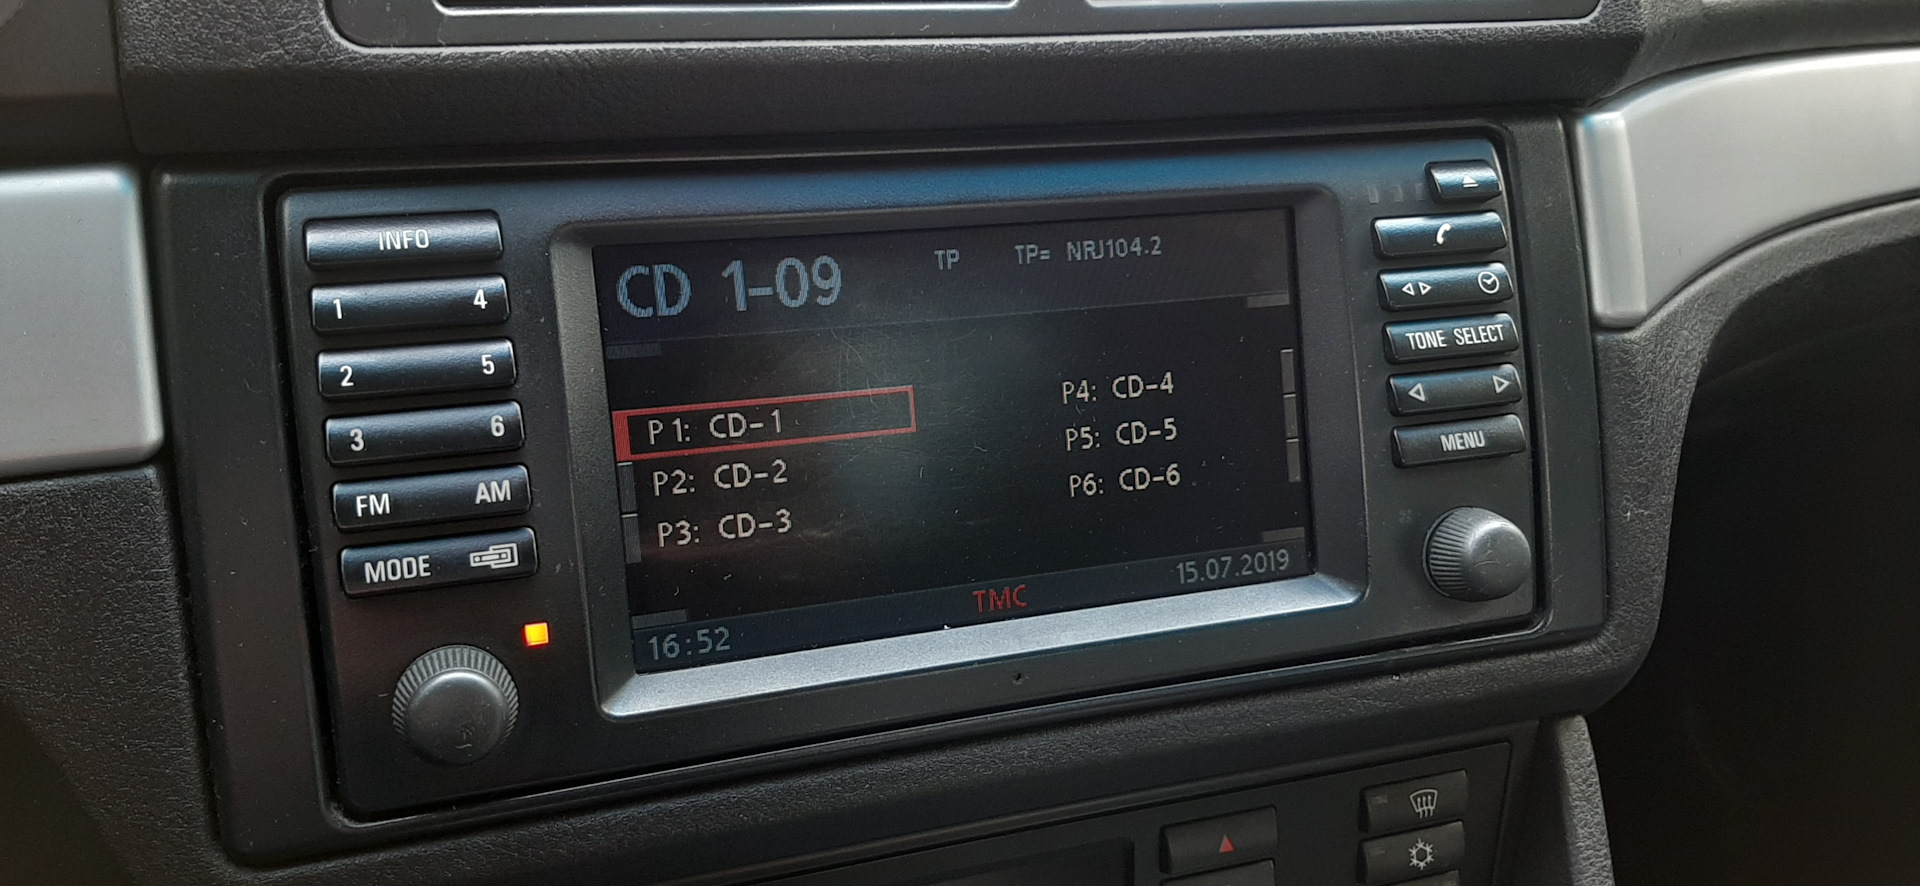 INFO
1 4
2 5
3 6
FM AM
MODE
CD 1-09 TP TP= NRJ104.2
P1: CD-1
P2: CD-2
P3: CD-3
P4: CD-4
P5: CD-5
P6: CD-6
16:52 TMC 15.07.2019
TONE SELECT
MENU